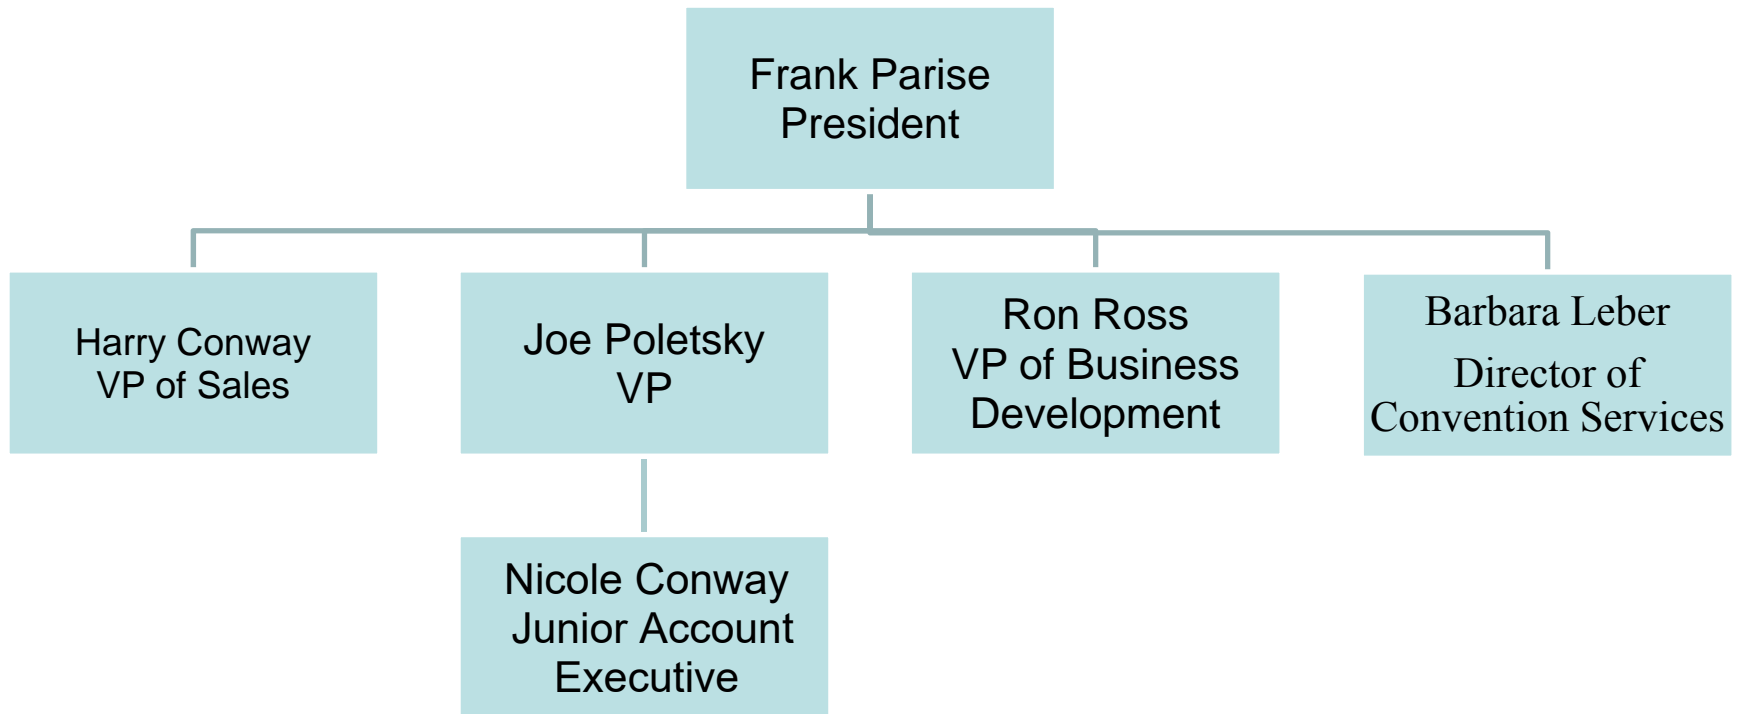 Frank Parise
President
Harry Conway
VP of Sales
Joe Poletsky
VP
Ron Ross
VP of Business
Development
Barbara Leber
Director of
Convention Services
Nicole Conway
Junior Account
Executive